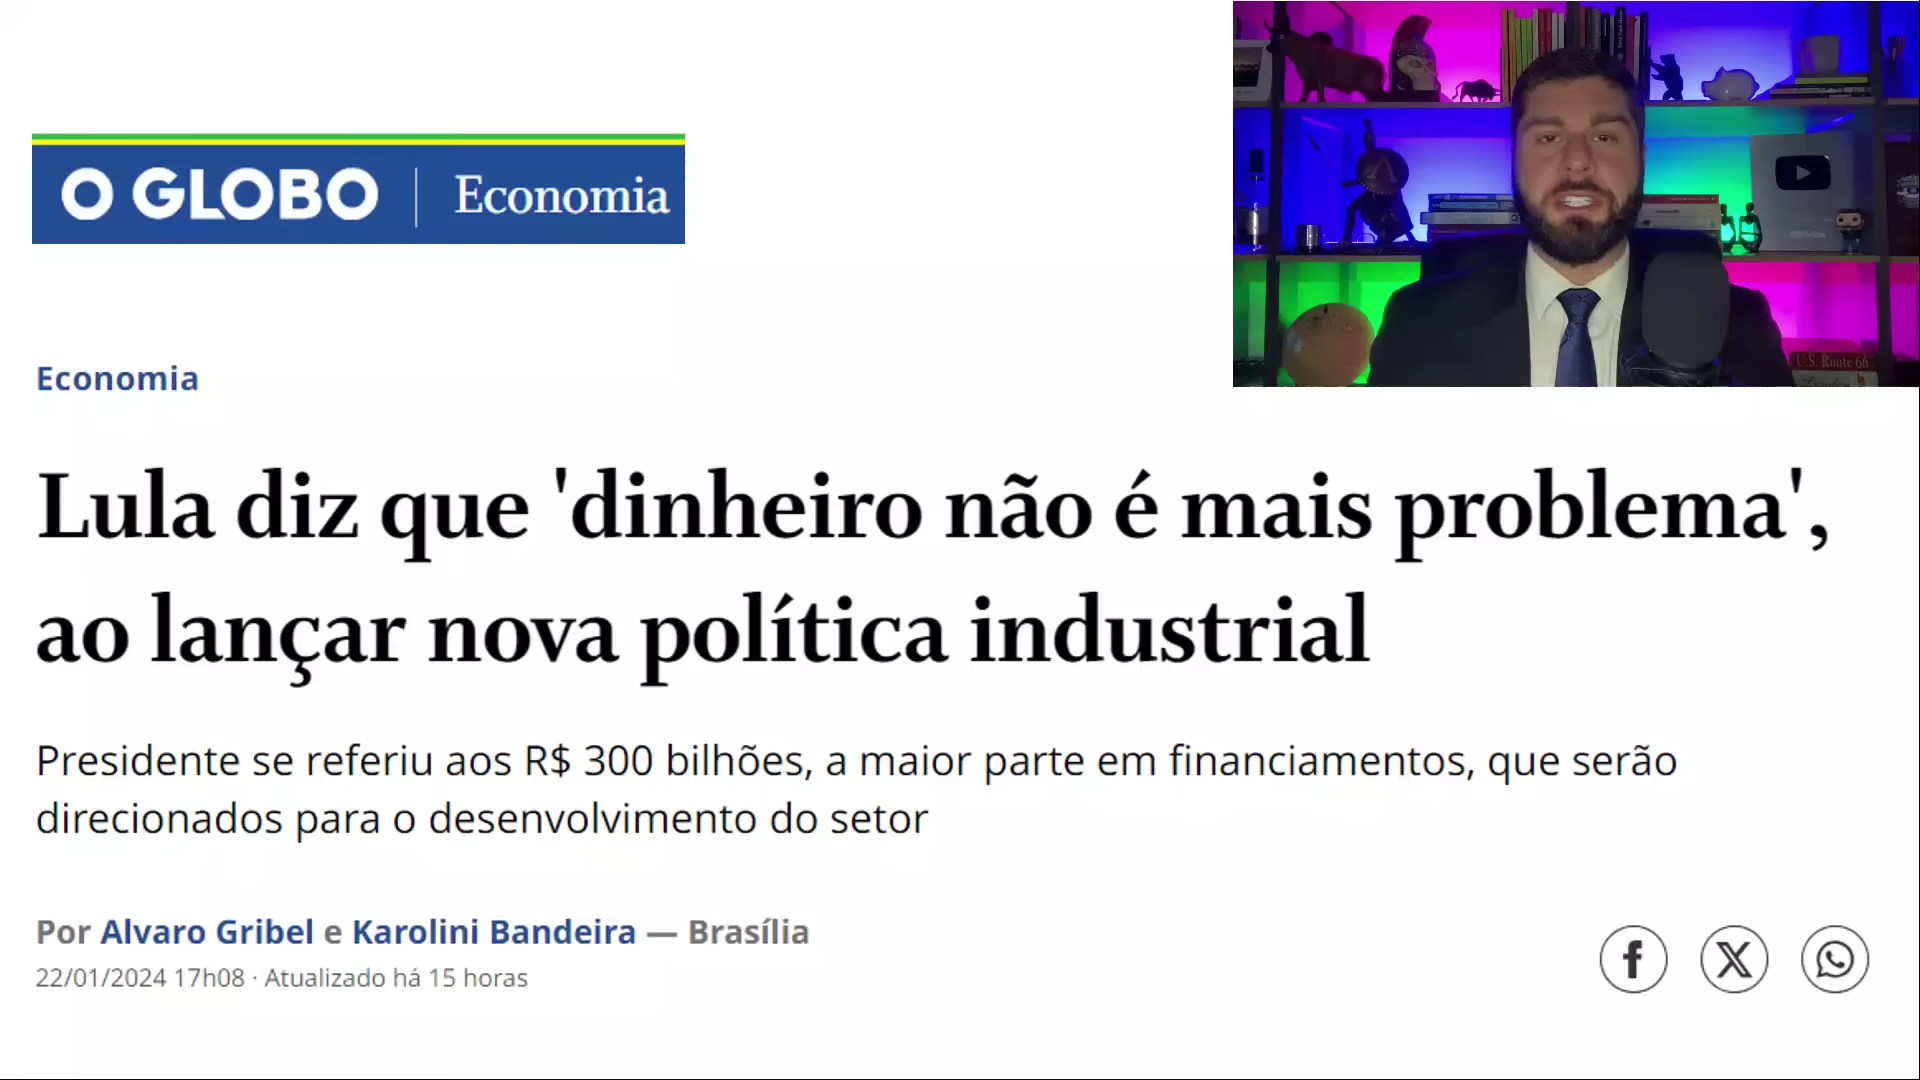 O GLOBO | Economia
Economia
Lula diz que 'dinheiro não é mais problema',
ao lançar nova política industrial
Presidente se referiu aos R$ 300 bilhões, a maior parte em financiamentos, que serão
direcionados para o desenvolvimento do setor
Por Alvaro Gribel e Karolini Bandeira — Brasília
22/01/2024 17h08 · Atualizado há 15 horas
U.S. Route 66